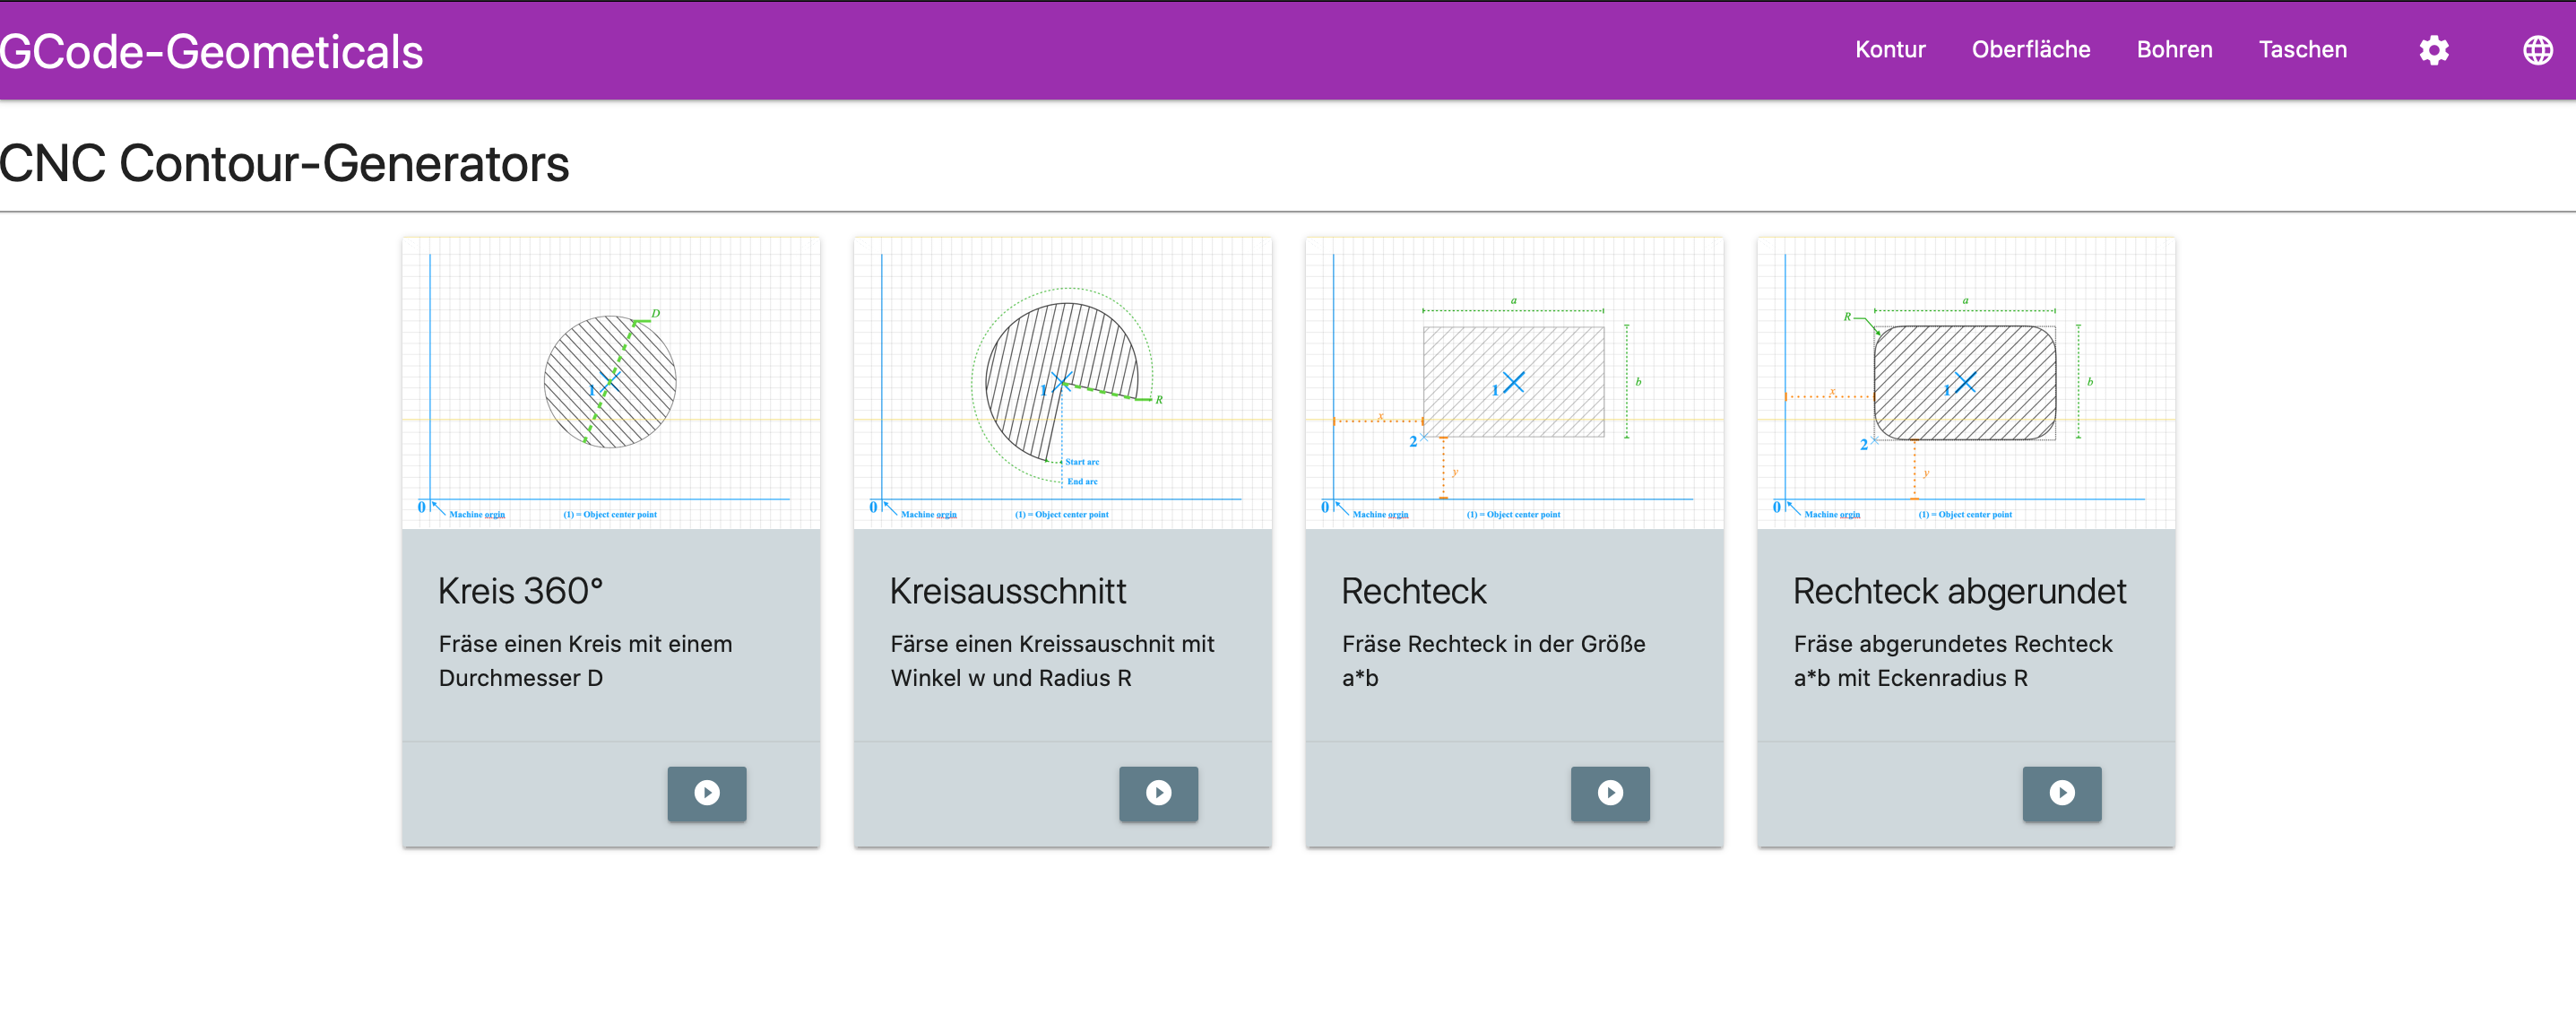 GCode-Geometicals
Kontur Oberfläche Bohren Taschen
CNC Contour-Generators
D
1
0 Machine orgin (1) = Object center point
Kreis 360°
Fräse einen Kreis mit einem
Durchmesser D
1
R
Start arc
End arc
0 Machine orgin (1) = Object center point
Kreisausschnitt
Färse einen Kreissauschnit mit
Winkel w und Radius R
a
1
b
x
2
y
0 Machine orgin (1) = Object center point
Rechteck
Fräse Rechteck in der Größe
a*b
a
R
1
b
x
2
y
0 Machine orgin (1) = Object center point
Rechteck abgerundet
Fräse abgerundetes Rechteck
a*b mit Eckenradius R